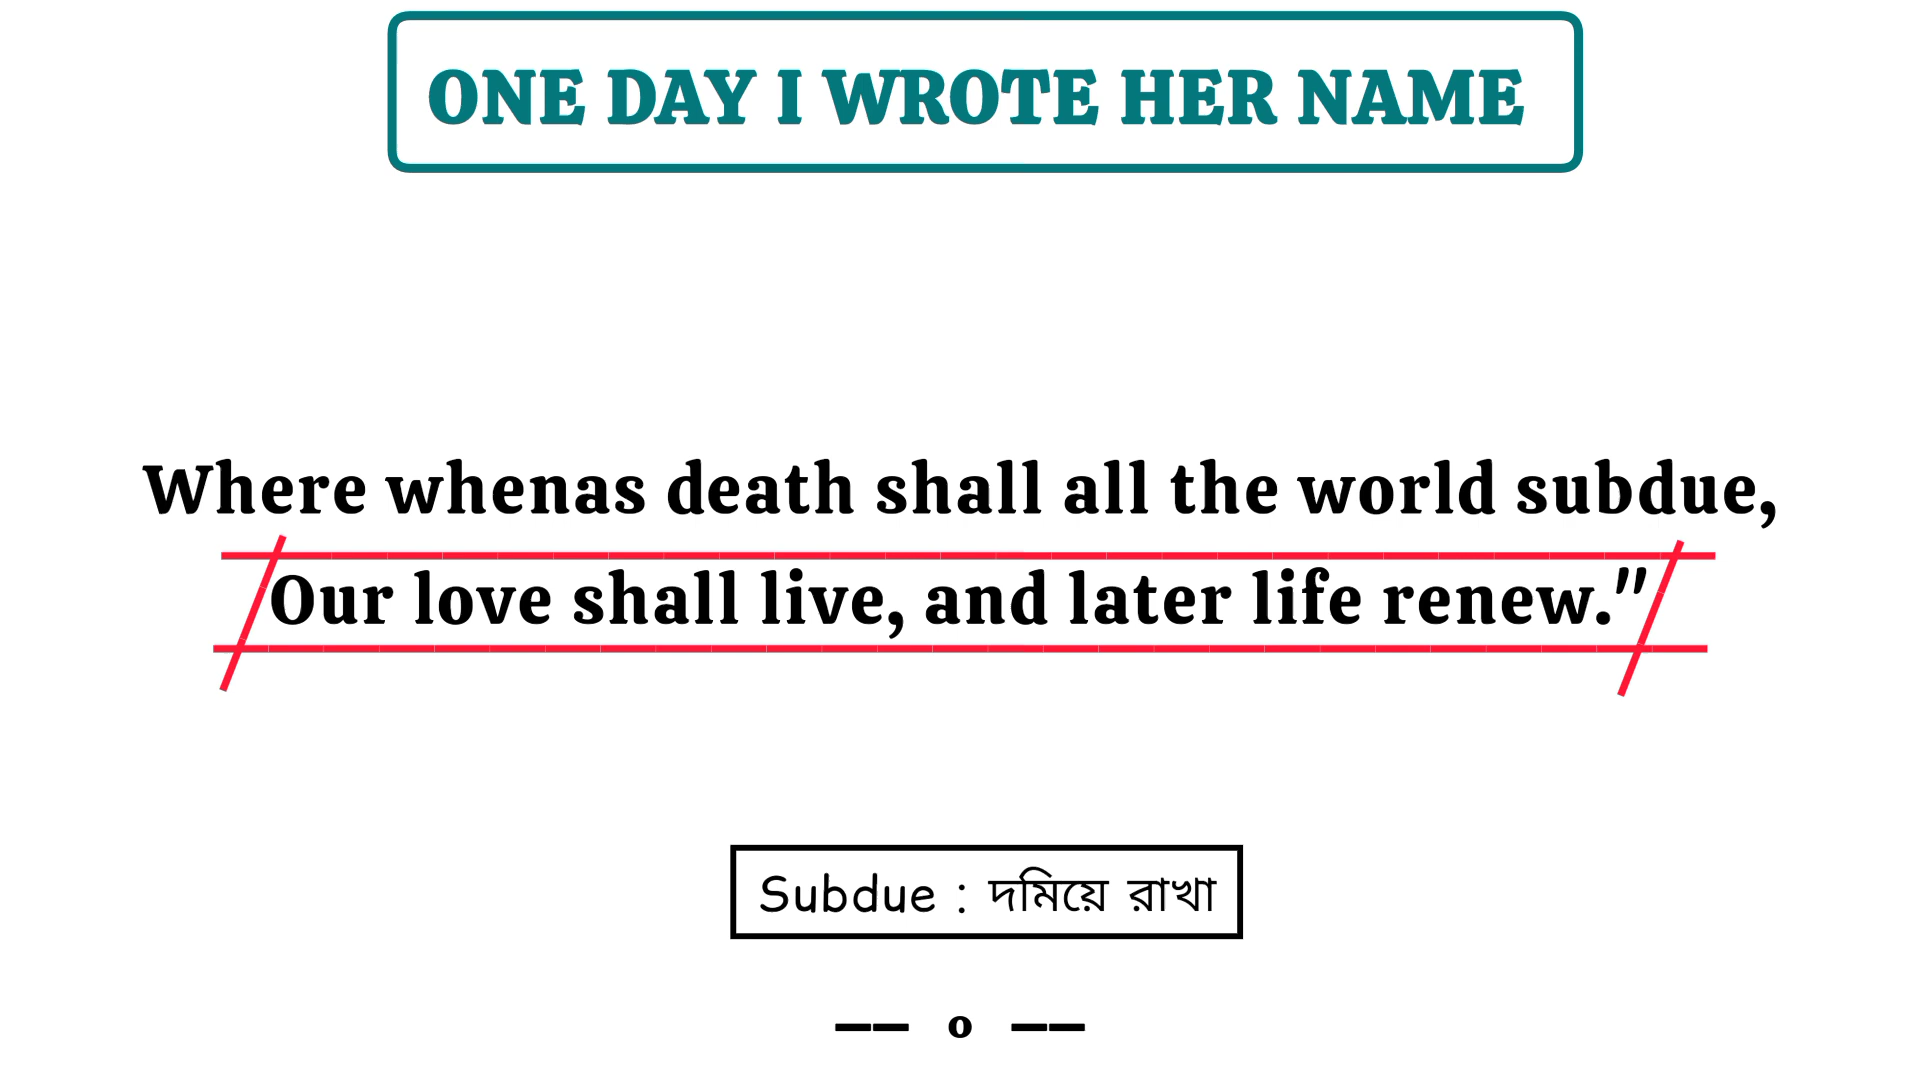 ONE DAY I WROTE HER NAME
Where whenas death shall all the world subdue,
Our love shall live, and later life renew."
Subdue : দমিয়ে রাখা
—— o ——